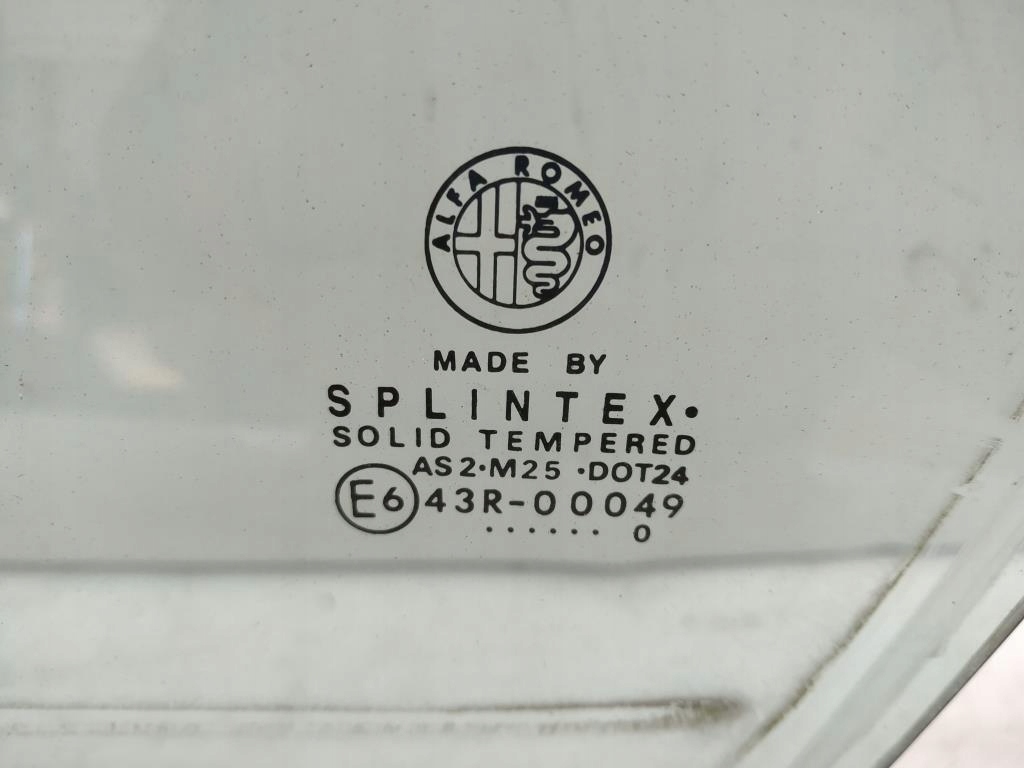 ALFA ROMEO
MADE BY
SPLINTEX•
SOLID TEMPERED
AS2•M25 •DOT24
E6 43R-00049
...... 0